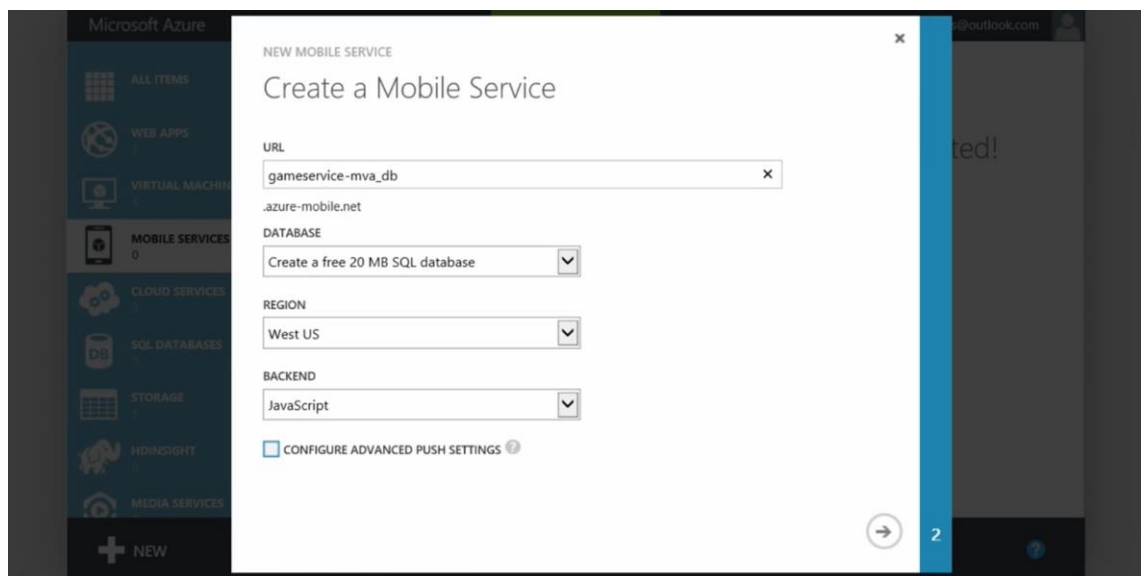 Microsoft Azure
s@outlook.com
ALL ITEMS
WEB APPS
VIRTUAL MACHIN
MOBILE SERVICES
0
CLOUD SERVICES
SQL DATABASES
DB
STORAGE
HDINSIGHT
MEDIA SERVICES
NEW
NEW MOBILE SERVICE
Create a Mobile Service
URL
gameservice-mva_db
.azure-mobile.net
DATABASE
Create a free 20 MB SQL database
REGION
West US
BACKEND
JavaScript
CONFIGURE ADVANCED PUSH SETTINGS ?
2
ted!
?